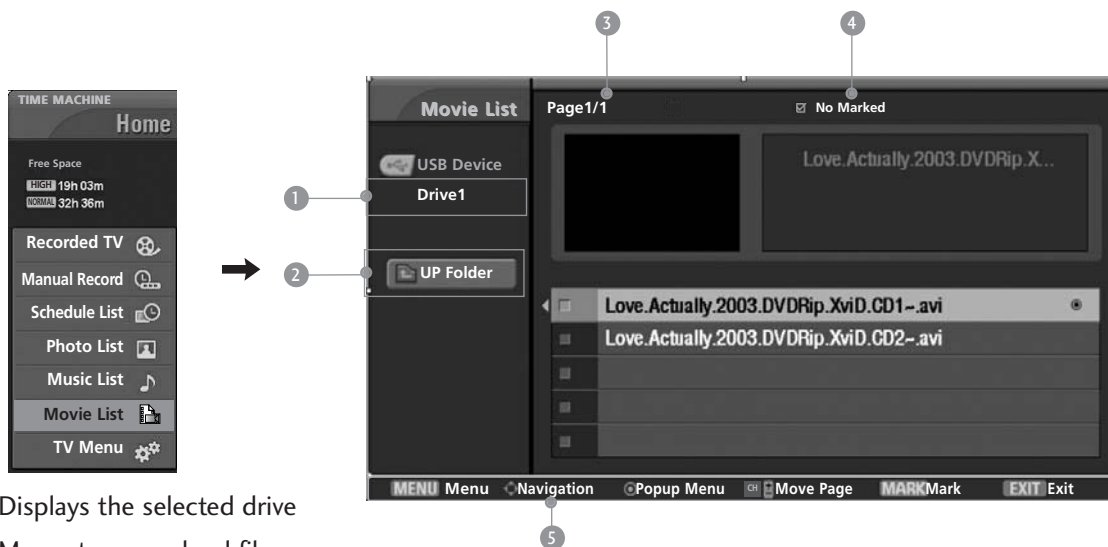 3
4
TIME MACHINE
Home
Free Space
HIGH 19h 03m
NORMAL 32h 36m
Recorded TV
Manual Record
Schedule List
Photo List
Music List
Movie List
TV Menu
Movie List
Page1/1
No Marked
USB Device
1
Drive1
2
UP Folder
Love.Actually.2003.DVDRip.X...
Love.Actually.2003.DVDRip.XviD.CD1~.avi
Love.Actually.2003.DVDRip.XviD.CD2~.avi
MENU Menu Navigation Popup Menu CH Move Page MARK Mark EXIT Exit
5
Displays the selected drive